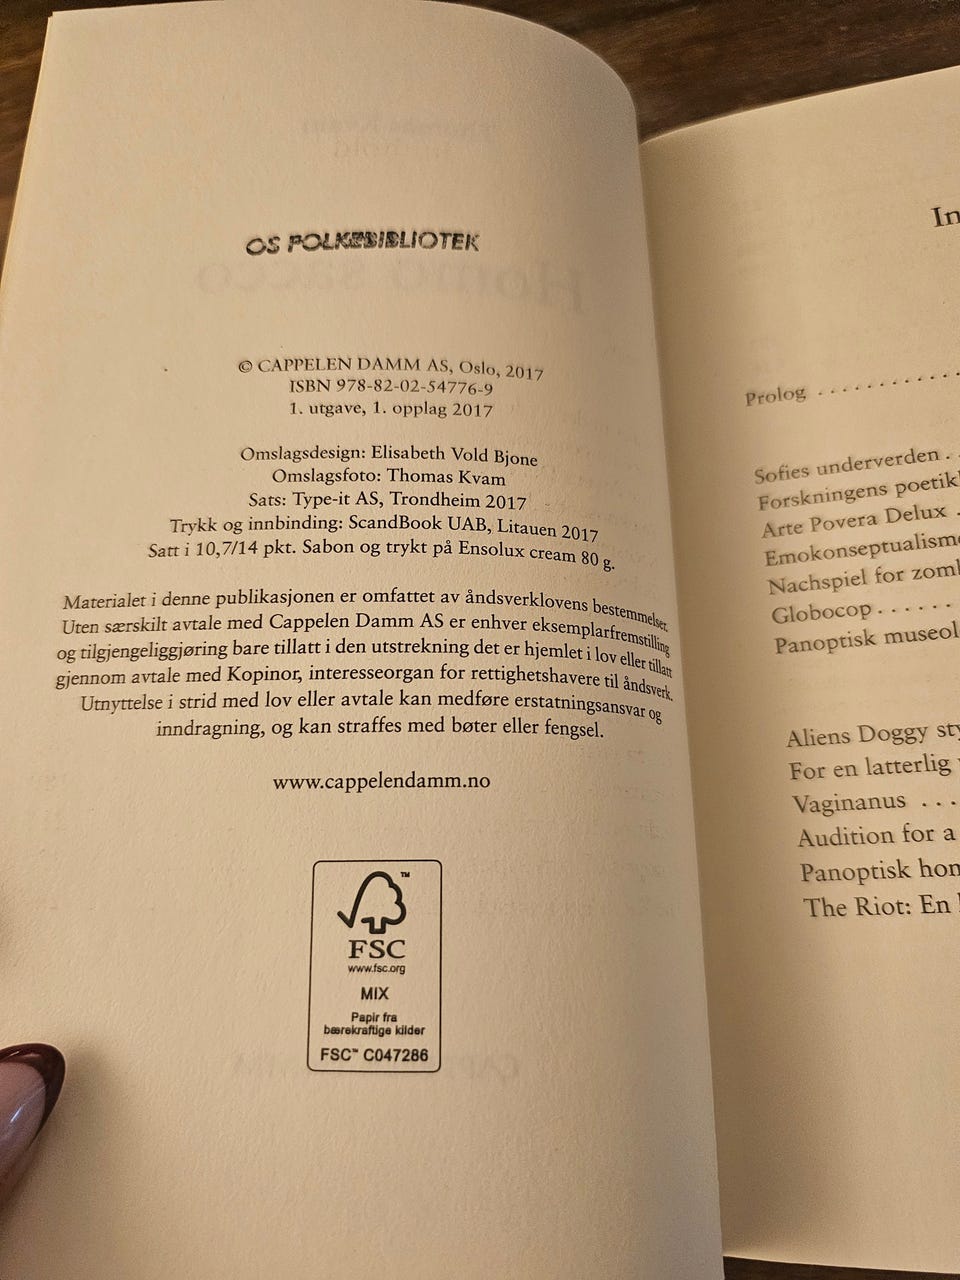 OS FOLKEBIBLIOTEK
© CAPPELEN DAMM AS, Oslo, 2017
ISBN 978-82-02-54776-9
1. utgave, 1. opplag 2017
Omslagsdesign: Elisabeth Vold Bjone
Omslagsfoto: Thomas Kvam
Sats: Type-it AS, Trondheim 2017
Trykk og innbinding: ScandBook UAB, Litauen 2017
Satt i 10,7/14 pkt. Sabon og trykt på Ensolux cream 80 g.
Materialet i denne publikasjonen er omfattet av åndsverklovens bestemmelser.
Uten særskilt avtale med Cappelen Damm AS er enhver eksemplarfremstilling
og tilgjengeliggjøring bare tillatt i den utstrekning det er hjemlet i lov eller tillatt
gjennom avtale med Kopinor, interesseorgan for rettighetshavere til åndsverk.
Utnyttelse i strid med lov eller avtale kan medføre erstatningsansvar og
inndragning, og kan straffes med bøter eller fengsel.
www.cappelendamm.no
FSC™
www.fsc.org
MIX
Papir fra
bærekraftige kilder
FSC™ C047286
In
Prolog . . . . . . . . . . .
Sofies underverden . .
Forskningens poetik
Arte Povera Delux .
Emokonseptualisme
Nachspiel for zom
Globocop . . . . . .
Panoptisk museol
Aliens Doggy sty
For en latterlig
Vaginanus . . .
Audition for a
Panoptisk hon
The Riot: En